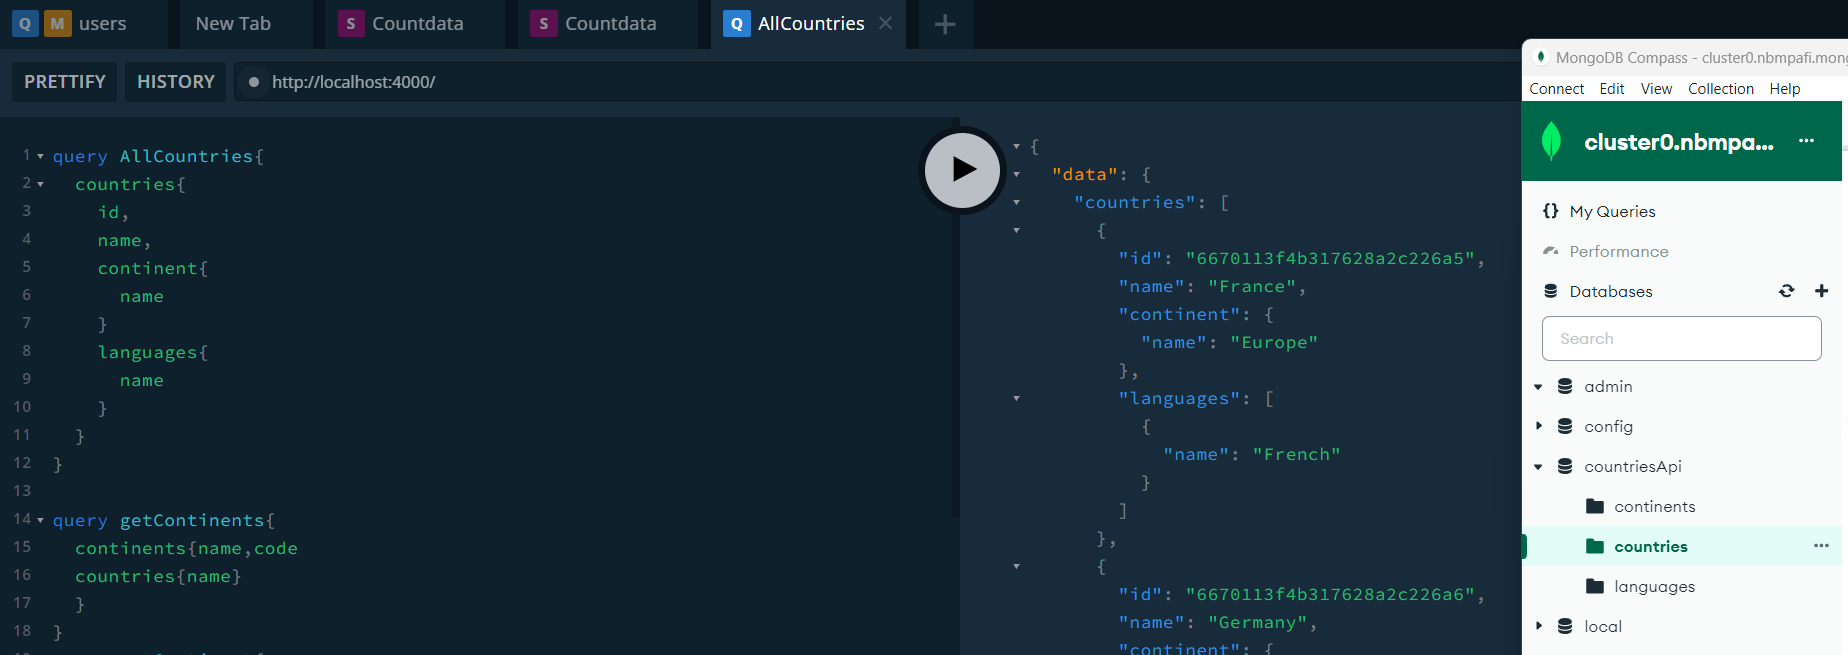 Q M users
New Tab
S Countdata
S Countdata
Q AllCountries
PRETTIFY
HISTORY
http://localhost:4000/
1 query AllCountries{
2 countries{
3 id,
4 name,
5 continent{
6 name
7 }
8 languages{
9 name
10 }
11 }
12 }
13
14 query getContinents{
15 continents{name,code
16 countries{name}
17 }
18 }
{
"data": {
"countries": [
{
"id": "6670113f4b317628a2c226a5",
"name": "France",
"continent": {
"name": "Europe"
},
"languages": [
{
"name": "French"
}
]
},
{
"id": "6670113f4b317628a2c226a6",
"name": "Germany",
"continent": {
MongoDB Compass - cluster0.nbmpafi.mong
Connect Edit View Collection Help
cluster0.nbmpa... ...
{} My Queries
Performance
Databases
Search
admin
config
countriesApi
continents
countries ...
languages
local